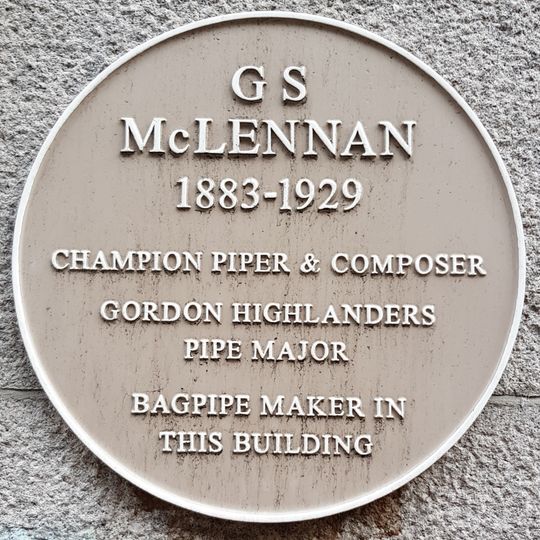 G S
McLENNAN
1883-1929
CHAMPION PIPER & COMPOSER
GORDON HIGHLANDERS
PIPE MAJOR
BAGPIPE MAKER IN
THIS BUILDING